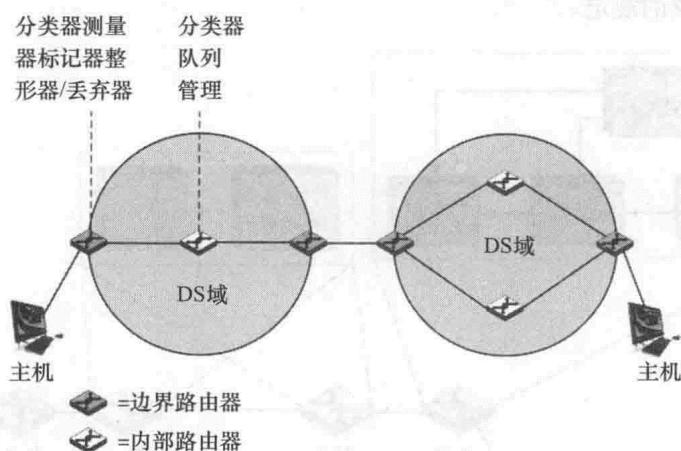 分类器测量
器标记器整
形器/丢弃器
分类器
队列
管理
DS域
DS域
主机
主机
=边界路由器
=内部路由器